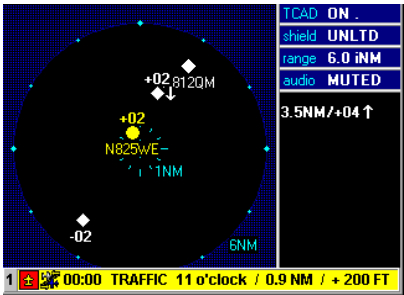 TCAD ON .
shield UNLTD
range 6.0 iNM
audio MUTED
3.5NM/+04↑
+02 812QM
+02
N825WE
1NM
-02
6NM
1 00:00 TRAFFIC 11 o'clock / 0.9 NM / + 200 FT